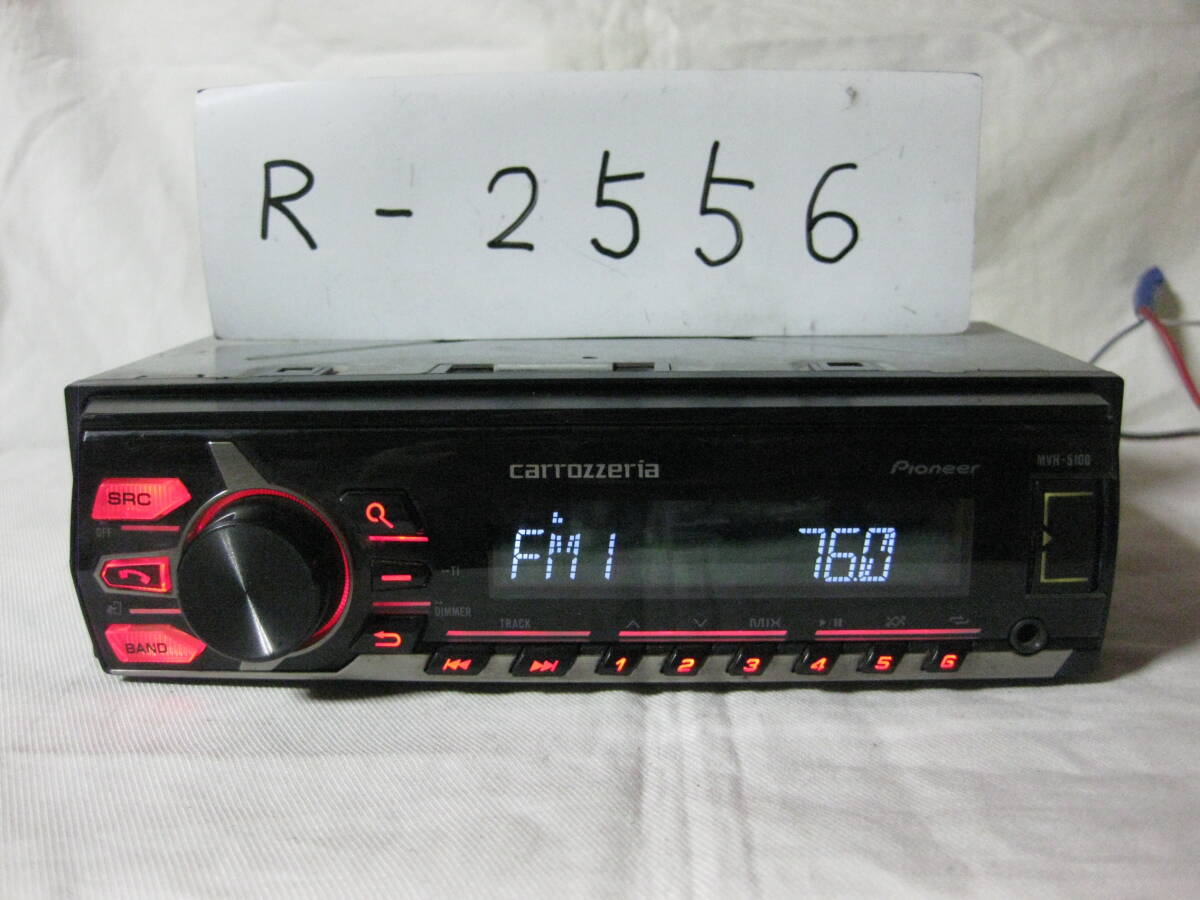 R-2556
carrozzeria
Pioneer
MVH-5100
SRC
OFF
FM1 76.0
DIMMER
TRACK
MIX
BAND
1 2 3 4 5 6